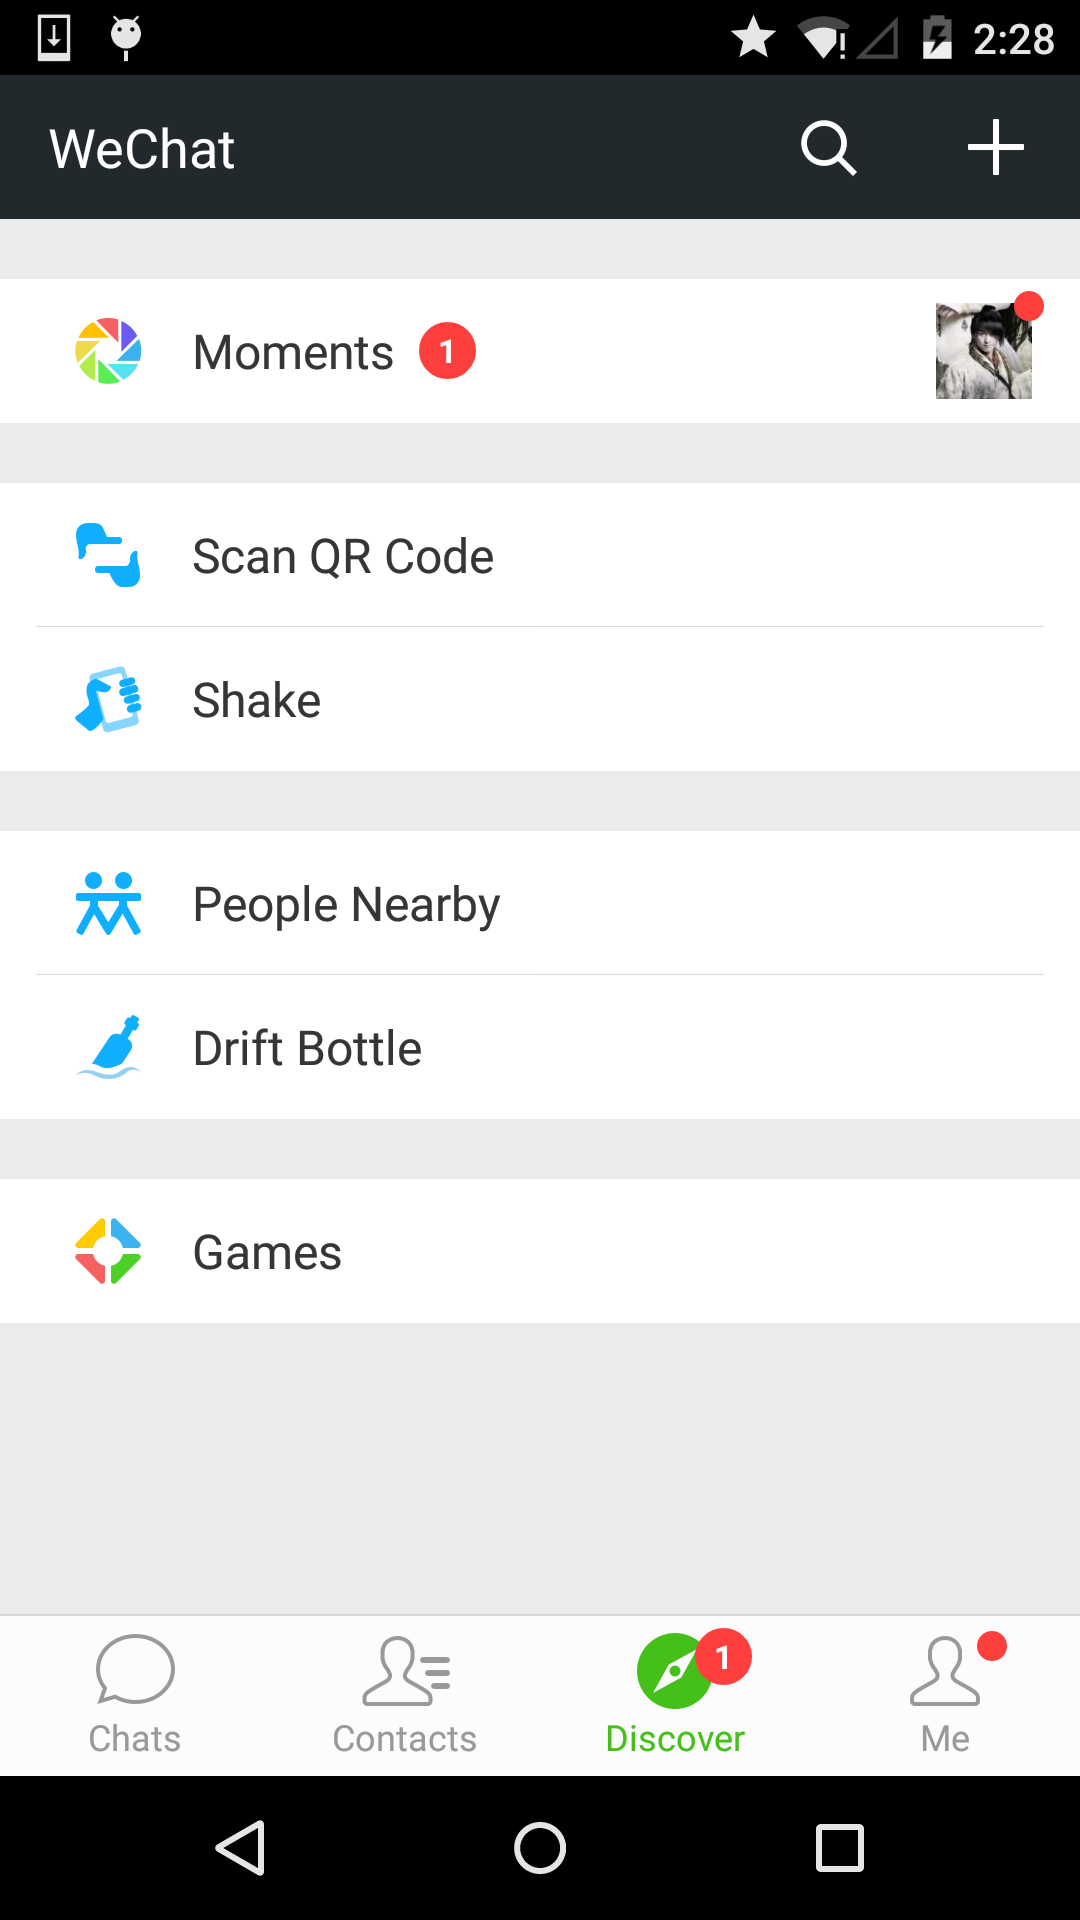 2:28
WeChat
Moments 1
Scan QR Code
Shake
People Nearby
Drift Bottle
Games
1
Chats Contacts Discover Me